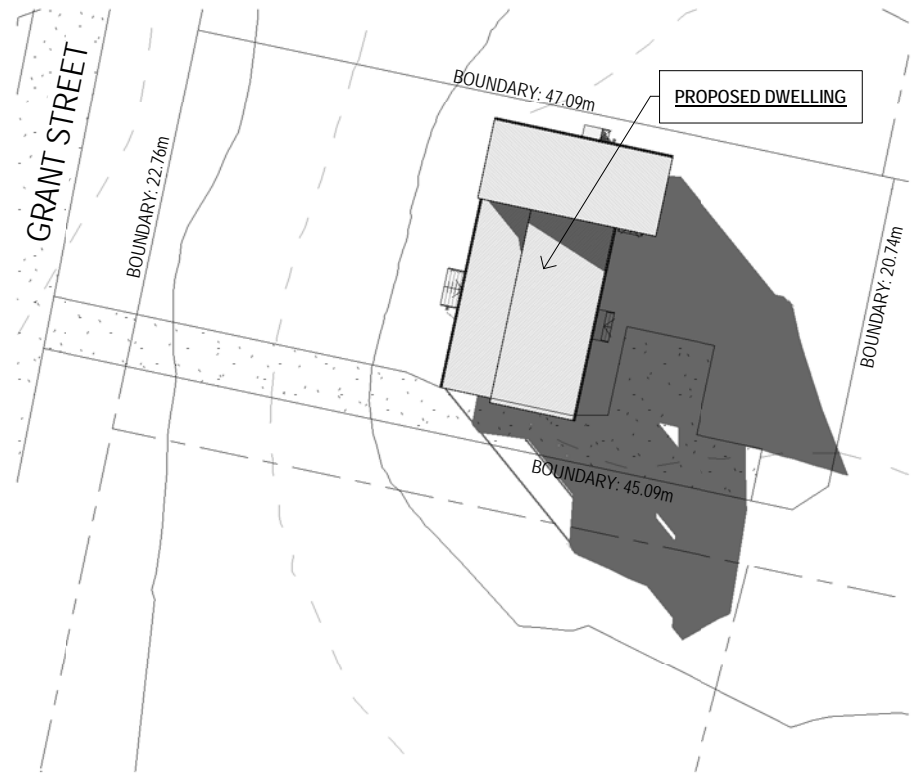 GRANT STREET
BOUNDARY: 22.76m
BOUNDARY: 47.09m
PROPOSED DWELLING
BOUNDARY: 20.74m
BOUNDARY: 45.09m